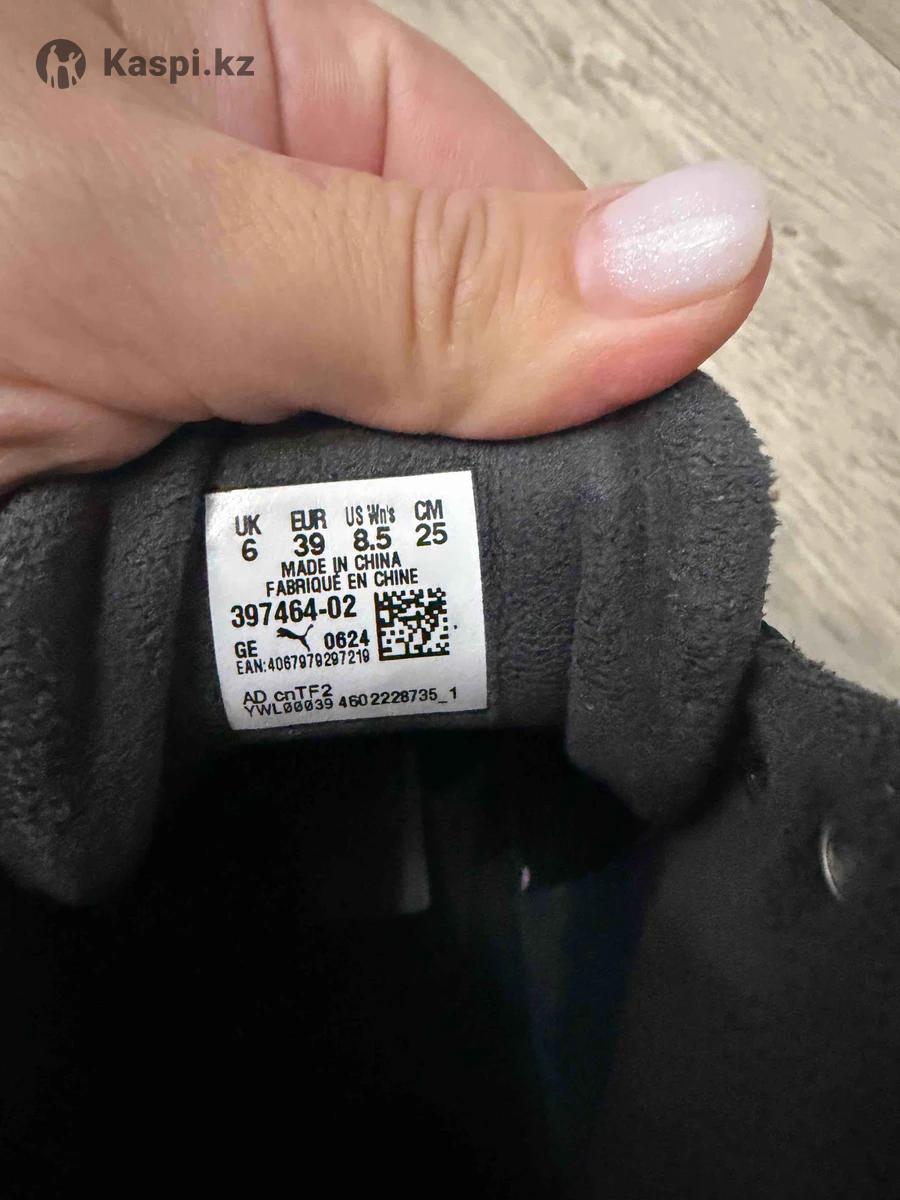 Kaspi.kz
UK EUR US Wn's CM
6 39 8.5 25
MADE IN CHINA
FABRIQUÉ EN CHINE
397464-02
GE 0624
EAN:4067979297219
AD cnTF2
YWL00039 4602228735_1